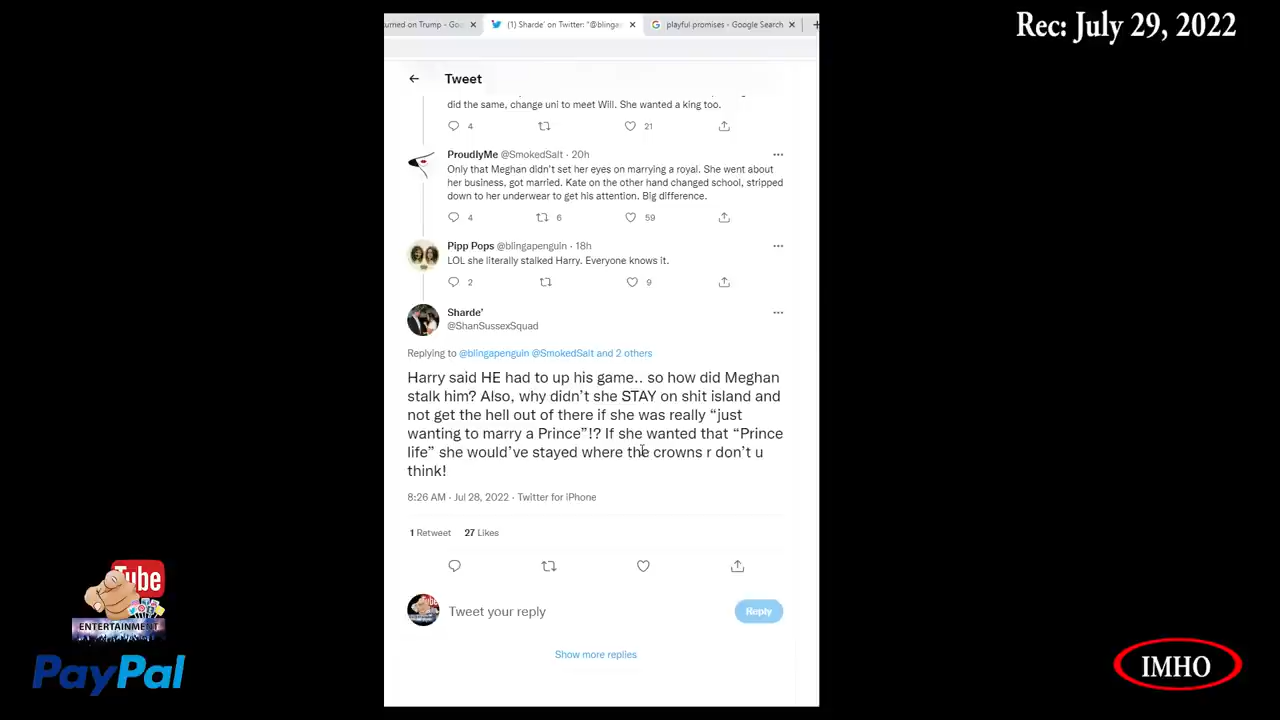 Rec: July 29, 2022
urned on Trump - Goo
(1) Sharde' on Twitter: "@blinga
playful promises - Google Search
Tweet
did the same, change uni to meet Will. She wanted a king too.
4 21
ProudlyMe @SmokedSalt · 20h
Only that Meghan didn't set her eyes on marrying a royal. She went about
her business, got married. Kate on the other hand changed school, stripped
down to her underwear to get his attention. Big difference.
4 6 59
Pipp Pops @blingapenguin · 18h
LOL she literally stalked Harry. Everyone knows it.
2 9
Sharde'
@ShanSussexSquad
Replying to @blingapenguin @SmokedSalt and 2 others
Harry said HE had to up his game.. so how did Meghan
stalk him? Also, why didn't she STAY on shit island and
not get the hell out of there if she was really “just
wanting to marry a Prince”!? If she wanted that “Prince
life” she would've stayed where the crowns r don't u
think!
8:26 AM · Jul 28, 2022 · Twitter for iPhone
1 Retweet 27 Likes
Tweet your reply
Reply
Show more replies
Tube
ENTERTAINMENT
PayPal
IMHO